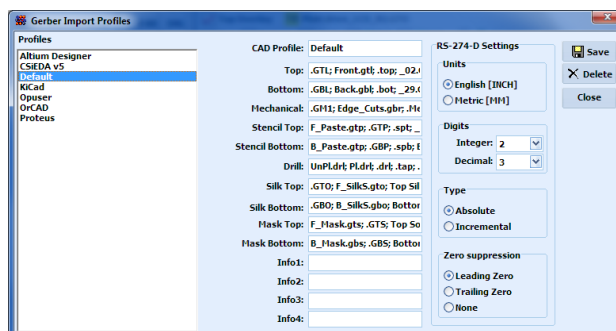 Gerber Import Profiles
Profiles
Altium Designer
CSiEDA v5
Default
KiCad
Opuser
OrCAD
Proteus
CAD Profile: Default
Top: .GTL; Front.gtl; .top; _02.
Bottom: .GBL; Back.gbl; .bot; _29.
Mechanical: .GM1; Edge_Cuts.gbr; .Me
Stencil Top: F_Paste.gtp; .GTP; .spt; _
Stencil Bottom: B_Paste.gtp; .GBP; .spb;
Drill: UnPl.drl; Pl.drl; .drl; .tap; .
Silk Top: .GTO; F_SilkS.gto; Top Sil
Silk Bottom: .GBO; B_SilkS.gbo; Bottor
Mask Top: F_Mask.gts; .GTS; Top So
Mask Bottom: B_Mask.gbs; .GBS; Bottor
Info1:
Info2:
Info3:
Info4:
RS-274-D Settings
Units
English [INCH]
Metric [MM]
Digits
Integer: 2
Decimal: 3
Type
Absolute
Incremental
Zero suppression
Leading Zero
Trailing Zero
None
Save
Delete
Close